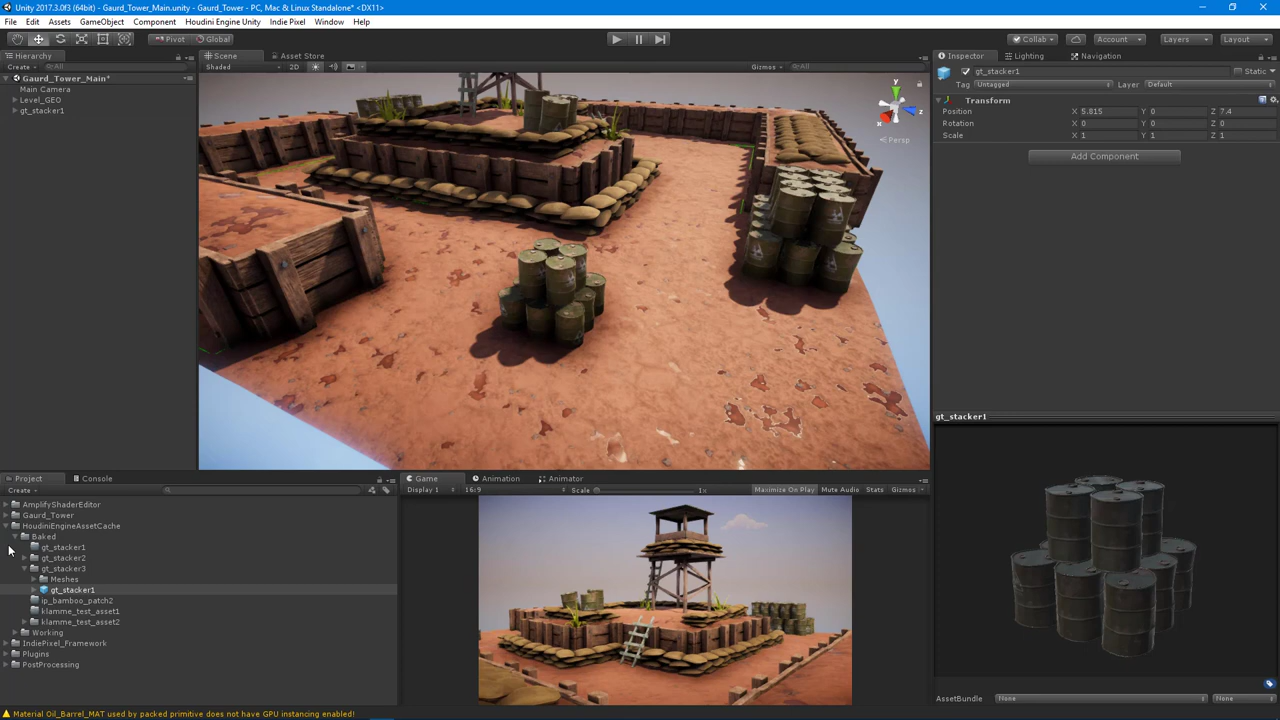 Unity 2017.3.0f3 (64bit) - Gaurd_Tower_Main.unity - Gaurd_Tower - PC, Mac & Linux Standalone* <DX11>
File Edit Assets GameObject Component Houdini Engine Unity Indie Pixel Window Help
Pivot Global Collab Account Layers Layout
Hierarchy Scene Asset Store Inspector Lighting Navigation
Create All Shaded 2D Gizmos All
gt_stacker1 Static
Gaurd_Tower_Main*
Tag Untagged Layer Default
Main Camera
Level_GEO Transform
gt_stacker1 Position X 5.815 Y 0 Z 7.4
Rotation X 0 Y 0 Z 0
Scale X 1 Y 1 Z 1
y
z
Persp
Add Component
gt_stacker1
Project Console Game Animation Animator
Create Display 1 16:9 Scale 1x Maximize On Play Mute Audio Stats Gizmos
AmplifyShaderEditor
Gaurd_Tower
HoudiniEngineAssetCache
Baked
gt_stacker1
gt_stacker2
gt_stacker3
Meshes
gt_stacker1
ip_bamboo_patch2
klamme_test_asset1
klamme_test_asset2
Working
IndiePixel_Framework
Plugins
PostProcessing
AssetBundle None None
Material Oil_Barrel_MAT used by packed primitive does not have GPU instancing enabled!